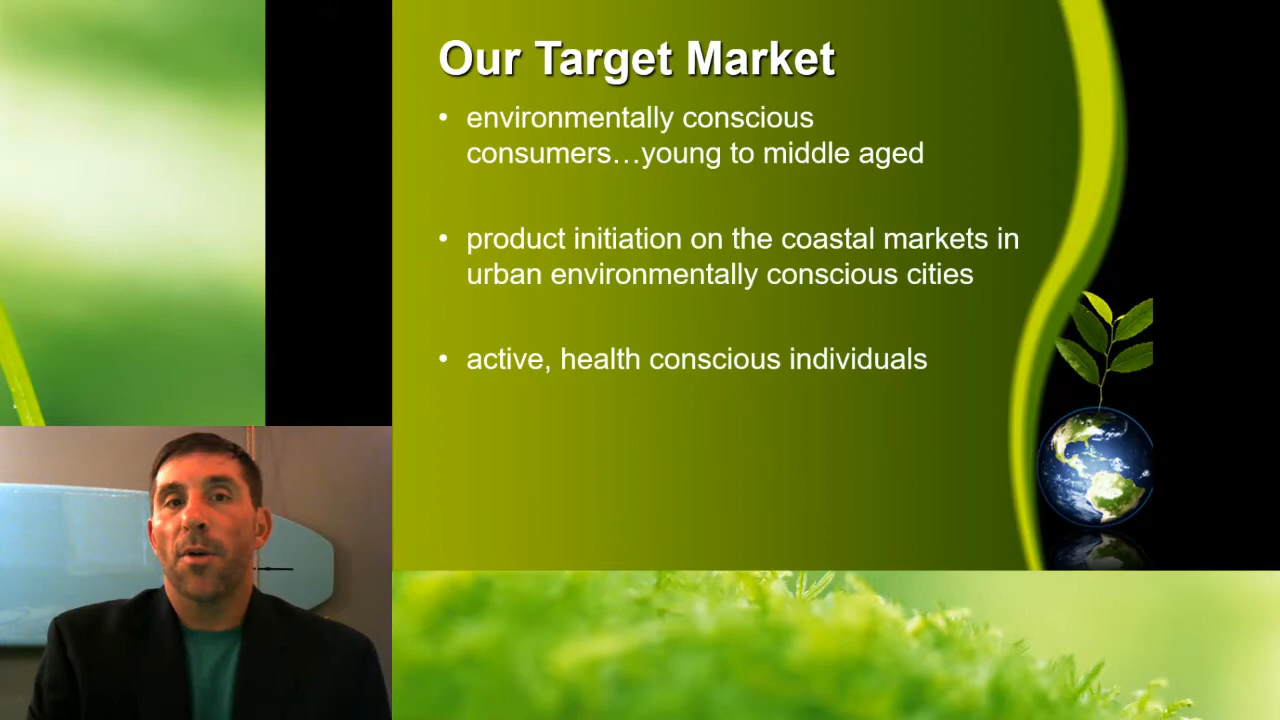 Our Target Market
• environmentally conscious
consumers…young to middle aged
• product initiation on the coastal markets in
urban environmentally conscious cities
• active, health conscious individuals